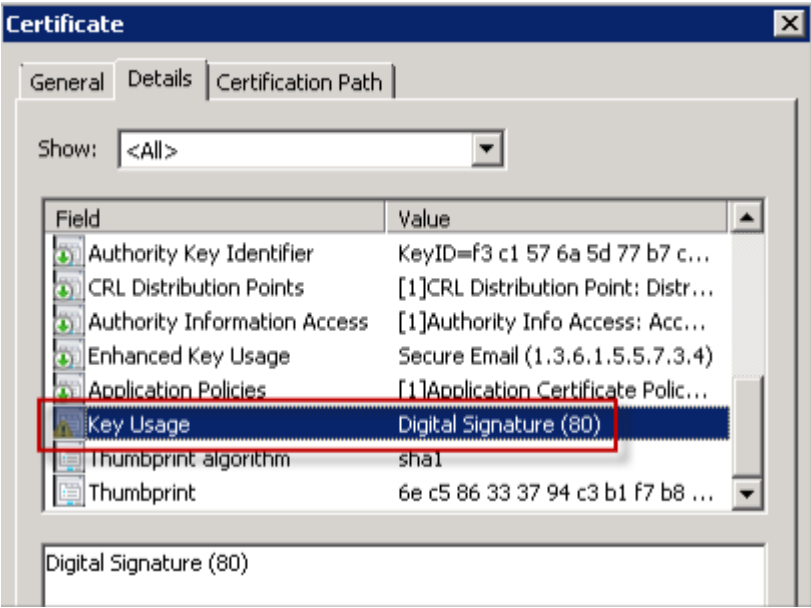 Certificate
General Details Certification Path
Show: <All>
Field Value
Authority Key Identifier KeyID=f3 c1 57 6a 5d 77 b7 c...
CRL Distribution Points [1]CRL Distribution Point: Distr...
Authority Information Access [1]Authority Info Access: Acc...
Enhanced Key Usage Secure Email (1.3.6.1.5.5.7.3.4)
Application Policies [1]Application Certificate Polic...
Key Usage Digital Signature (80)
Thumbprint algorithm sha1
Thumbprint 6e c5 86 33 37 94 c3 b1 f7 b8 ...
Digital Signature (80)